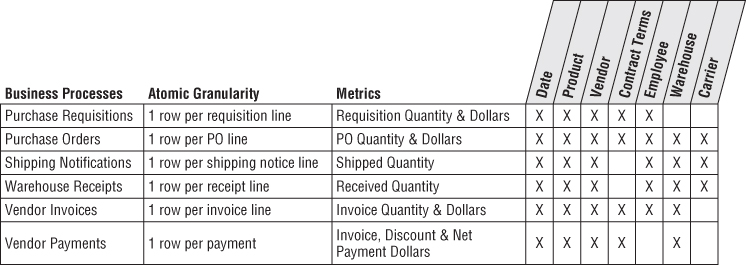 Business Processes Atomic Granularity Metrics Date Product Vendor Contract Terms Employee Warehouse Carrier
Purchase Requisitions 1 row per requisition line Requisition Quantity & Dollars X X X X X
Purchase Orders 1 row per PO line PO Quantity & Dollars X X X X X X X
Shipping Notifications 1 row per shipping notice line Shipped Quantity X X X X X X
Warehouse Receipts 1 row per receipt line Received Quantity X X X X X X
Vendor Invoices 1 row per invoice line Invoice Quantity & Dollars X X X X X X
Vendor Payments 1 row per payment Invoice, Discount & Net
Payment Dollars X X X X X